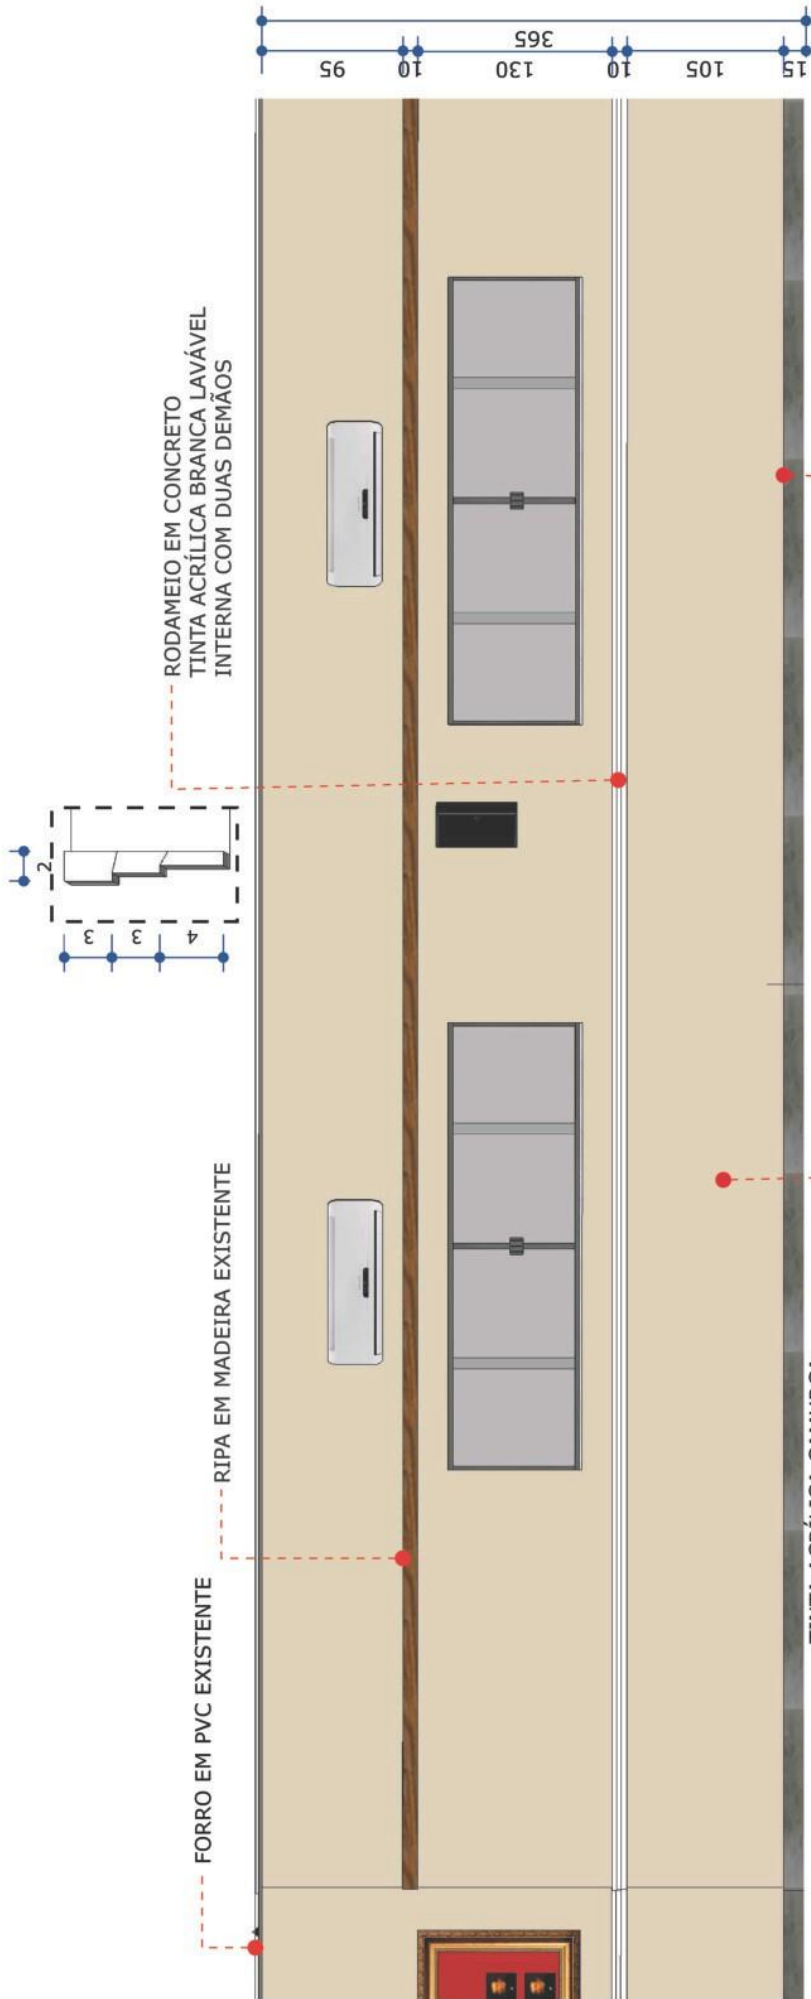 FORRO EM PVC EXISTENTE
RIPA EM MADEIRA EXISTENTE
RODAMEIO EM CONCRETO
TINTA ACRÍLICA BRANCA LAVÁVEL
INTERNA COM DUAS DEMÃOS
2
3
3
4
95
10
130
10
105
15
365